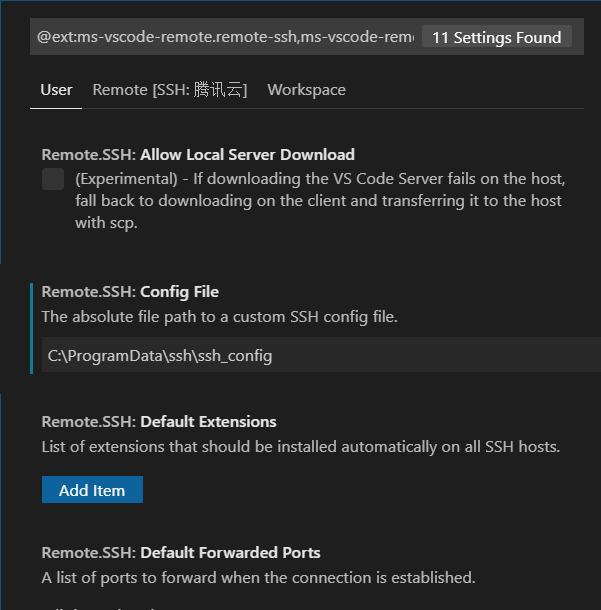 @ext:ms-vscode-remote.remote-ssh,ms-vscode-rem 11 Settings Found
User Remote [SSH: 腾讯云] Workspace
Remote.SSH: Allow Local Server Download
(Experimental) - If downloading the VS Code Server fails on the host,
fall back to downloading on the client and transferring it to the host
with scp.
Remote.SSH: Config File
The absolute file path to a custom SSH config file.
C:\ProgramData\ssh\ssh_config
Remote.SSH: Default Extensions
List of extensions that should be installed automatically on all SSH hosts.
Add Item
Remote.SSH: Default Forwarded Ports
A list of ports to forward when the connection is established.